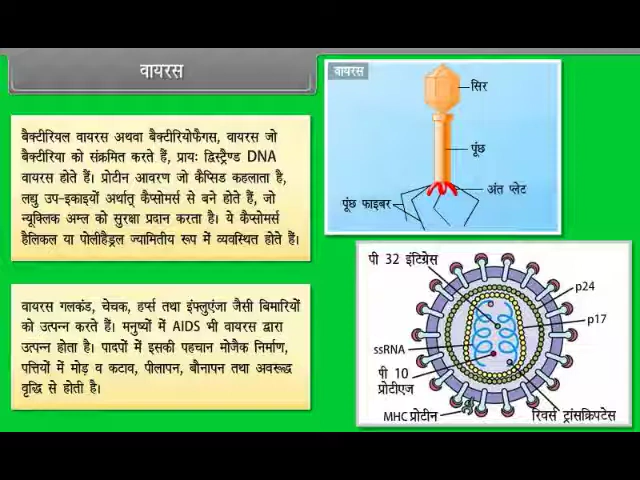 वायरस
बैक्टीरियल वायरस अथवा बैक्टीरियोफैगस, वायरस जो
बैक्टीरिया को संक्रमित करते हैं, प्रायः द्विस्ट्रैण्ड DNA
वायरस होते हैं। प्रोटीन आवरण जो कैप्सिड कहलाता है,
लघु उप-इकाइयों अर्थात् कैप्सोमर्स से बने होते हैं, जो
न्यूक्लिक अम्ल को सुरक्षा प्रदान करता है। ये कैप्सोमर्स
हैलिकल या पोलीहैड्रल ज्यामितीय रूप में व्यवस्थित होते हैं।
वायरस गलकंड, चेचक, हर्प्स तथा इंफ्लुएंजा जैसी बिमारियों
को उत्पन्न करते हैं। मनुष्यों में AIDS भी वायरस द्वारा
उत्पन्न होता है। पादपों में इसकी पहचान मोजैक निर्माण,
पत्तियों में मोड़ व कटाव, पीलापन, बौनापन तथा अवरूद्ध
वृद्धि से होती है।
वायरस
सिर
पूंछ
अंत प्लेट
पूंछ फाइबर
पी 32 इंटिग्रेस
p24
p17
ssRNA
पी 10
प्रोटीएज
MHC प्रोटीन
रिवर्स ट्रांसक्रिपटेस